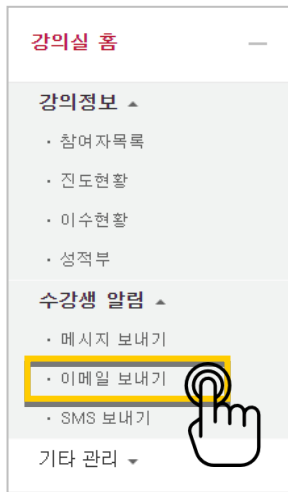 강의실 홈
강의정보
· 참여자목록
· 진도현황
· 이수현황
· 성적부
수강생 알림
· 메시지 보내기
· 이메일 보내기
· SMS 보내기
기타 관리